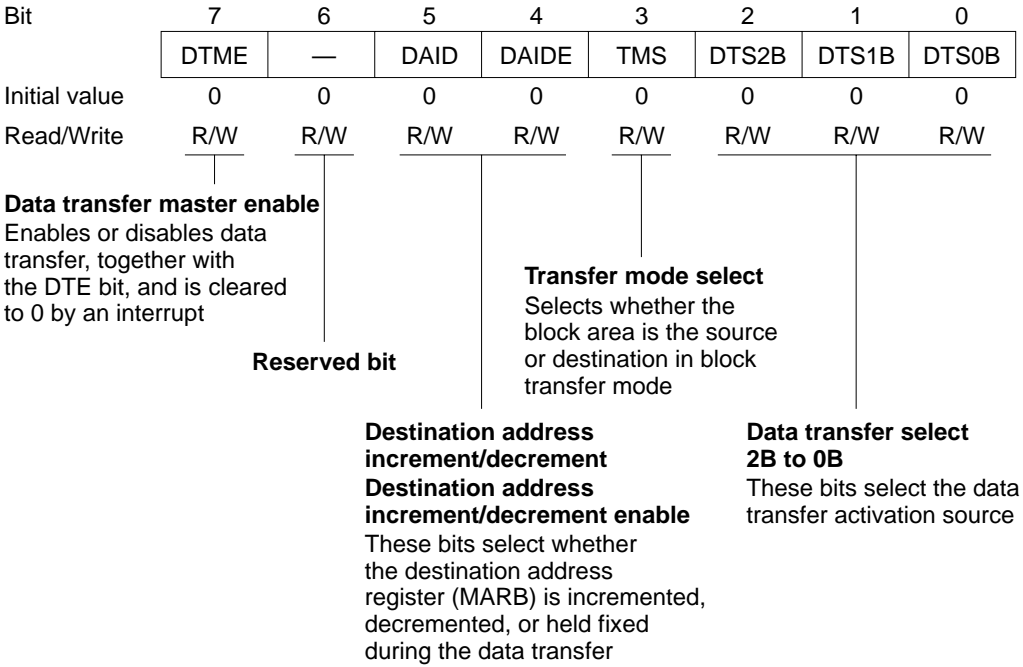 Bit 7 6 5 4 3 2 1 0
DTME — DAID DAIDE TMS DTS2B DTS1B DTS0B
Initial value 0 0 0 0 0 0 0 0
Read/Write R/W R/W R/W R/W R/W R/W R/W R/W
Data transfer master enable
Enables or disables data
transfer, together with
the DTE bit, and is cleared
to 0 by an interrupt
Reserved bit
Transfer mode select
Selects whether the
block area is the source
or destination in block
transfer mode
Destination address
increment/decrement
Destination address
increment/decrement enable
These bits select whether
the destination address
register (MARB) is incremented,
decremented, or held fixed
during the data transfer
Data transfer select
2B to 0B
These bits select the data
transfer activation source